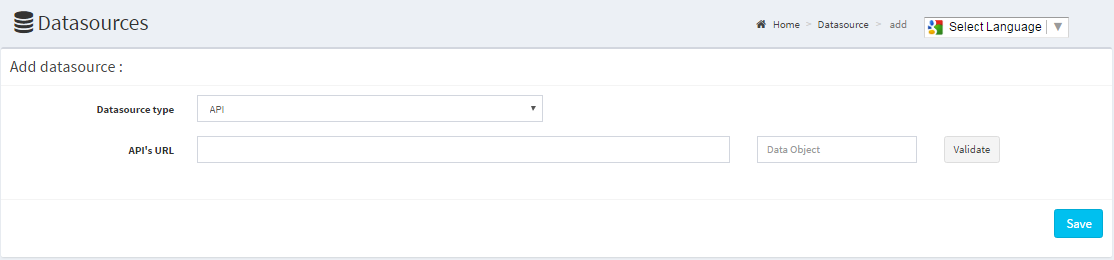 Datasources
Home > Datasource > add
Select Language ▼
Add datasource :
Datasource type
API
API's URL
Data Object
Validate
Save